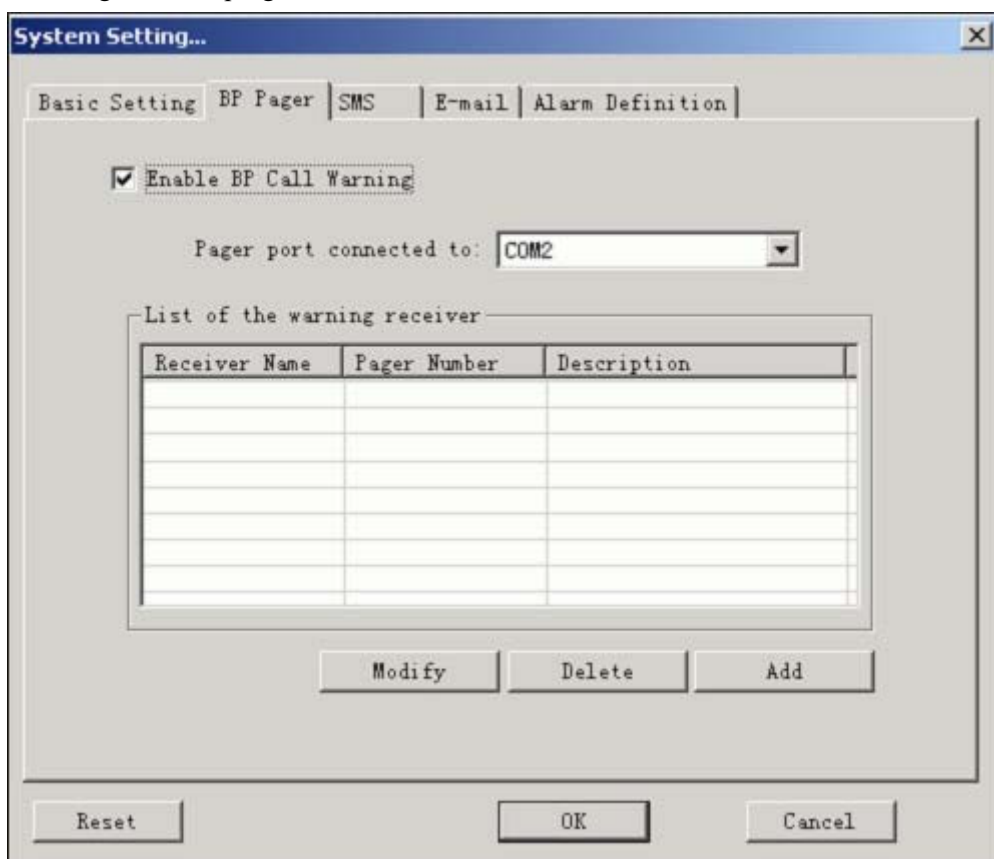 System Setting...
Basic Setting BP Pager SMS E-mail Alarm Definition
Enable BP Call Warning
Pager port connected to: COM2
List of the warning receiver
Receiver Name Pager Number Description
Modify Delete Add
Reset OK Cancel